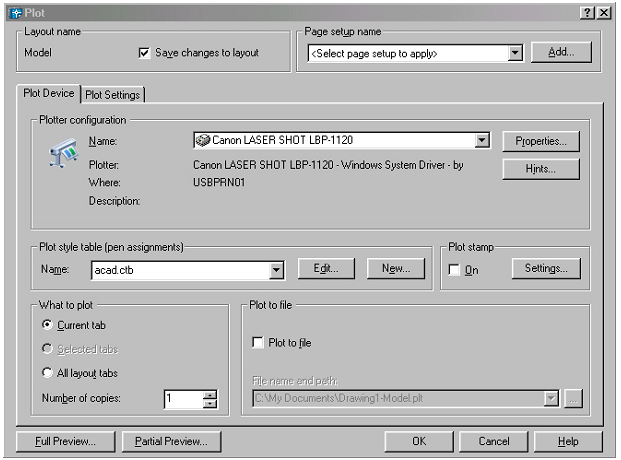 Plot
Layout name
Model
Save changes to layout
Page setup name
<Select page setup to apply>
Add...
Plot Device
Plot Settings
Plotter configuration
Name:
Canon LASER SHOT LBP-1120
Properties...
Plotter:
Canon LASER SHOT LBP-1120 - Windows System Driver - by
Hints...
Where:
USBPRN01
Description:
Plot style table (pen assignments)
Name:
acad.ctb
Edit...
New...
Plot stamp
On
Settings...
What to plot
Current tab
Selected tabs
All layout tabs
Number of copies:
1
Plot to file
Plot to file
File name and path:
C:\My Documents\Drawing1-Model.plt
...
Full Preview...
Partial Preview...
OK
Cancel
Help